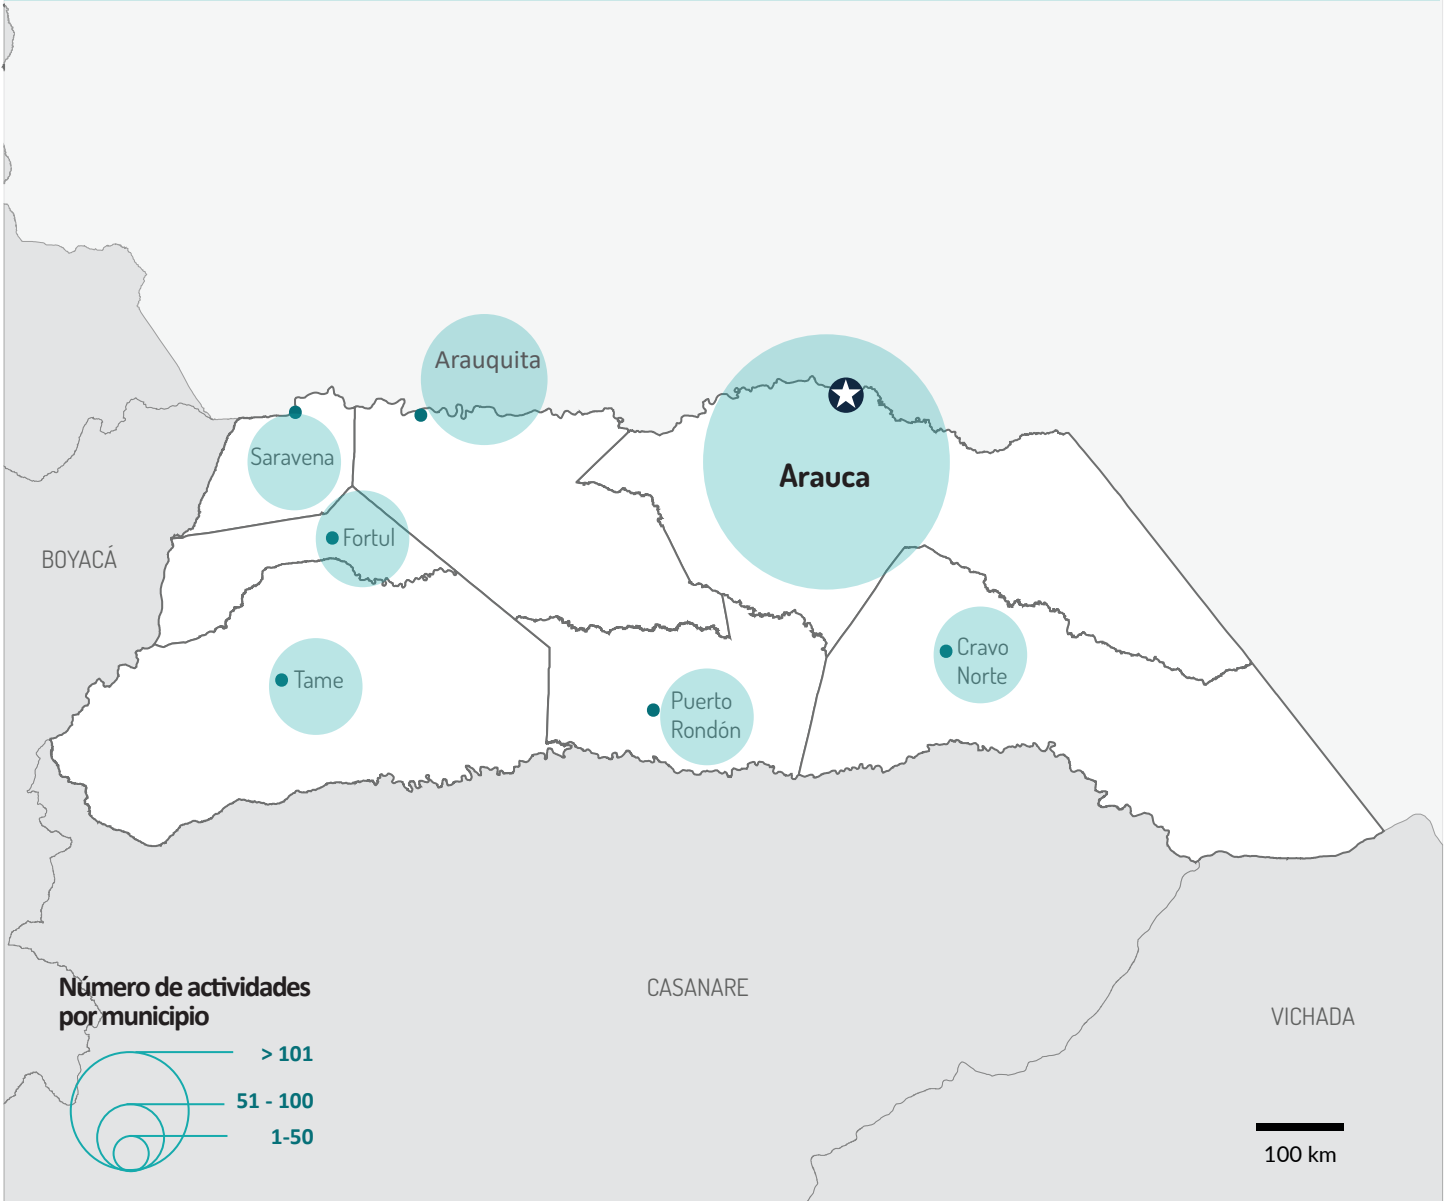 Arauquita
Saravena
Arauca
Fortul
BOYACÁ
Cravo
Norte
Tame
Puerto
Rondón
CASANARE
VICHADA
Número de actividades
por municipio
> 101
51 - 100
1-50
100 km